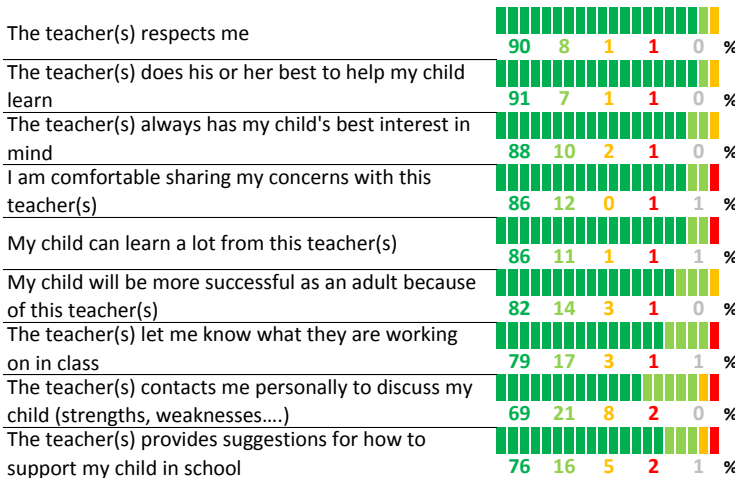 The teacher(s) respects me
90 8 1 1 0 %
The teacher(s) does his or her best to help my child
learn
91 7 1 1 0 %
The teacher(s) always has my child's best interest in
mind
88 10 2 1 0 %
I am comfortable sharing my concerns with this
teacher(s)
86 12 0 1 1 %
My child can learn a lot from this teacher(s)
86 11 1 1 1 %
My child will be more successful as an adult because
of this teacher(s)
82 14 3 1 0 %
The teacher(s) let me know what they are working
on in class
79 17 3 1 1 %
The teacher(s) contacts me personally to discuss my
child (strengths, weaknesses....)
69 21 8 2 0 %
The teacher(s) provides suggestions for how to
support my child in school
76 16 5 2 1 %